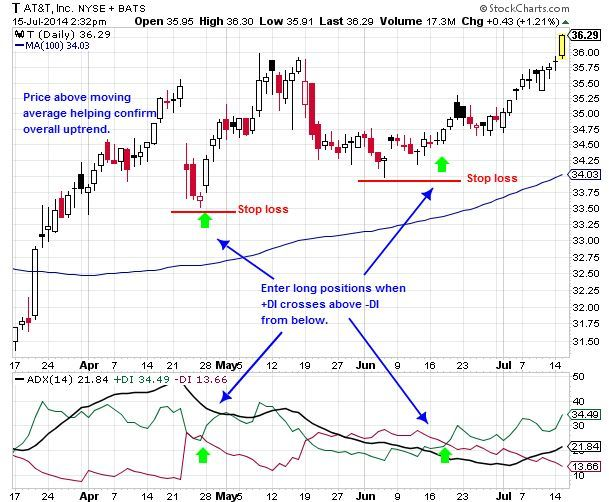 T AT&T, Inc. NYSE + BATS
© StockCharts.com
15-Jul-2014 2:32pm Open 35.95 High 36.30 Low 35.91 Last 36.29 Volume 17.3M Chg +0.43 (+1.21%)
T (Daily) 36.29
MA(100) 34.03
Price above moving
average helping confirm
overall uptrend.
Stop loss
Stop loss
Enter long positions when
+DI crosses above -DI
from below.
36.29
36.00
35.75
35.50
35.25
35.00
34.75
34.50
34.25
34.03
33.75
33.50
33.25
33.00
32.75
32.50
32.25
32.00
31.75
17 24 Apr 7 14 21 28 May 5 12 19 27 Jun 9 16 23 Jul 7 14
ADX(14) 21.84 +DI 34.49 -DI 13.66
50
40
34.49
30
21.84
13.66
10
17 24 Apr 7 14 21 28 May 5 12 19 27 Jun 9 16 23 Jul 7 14